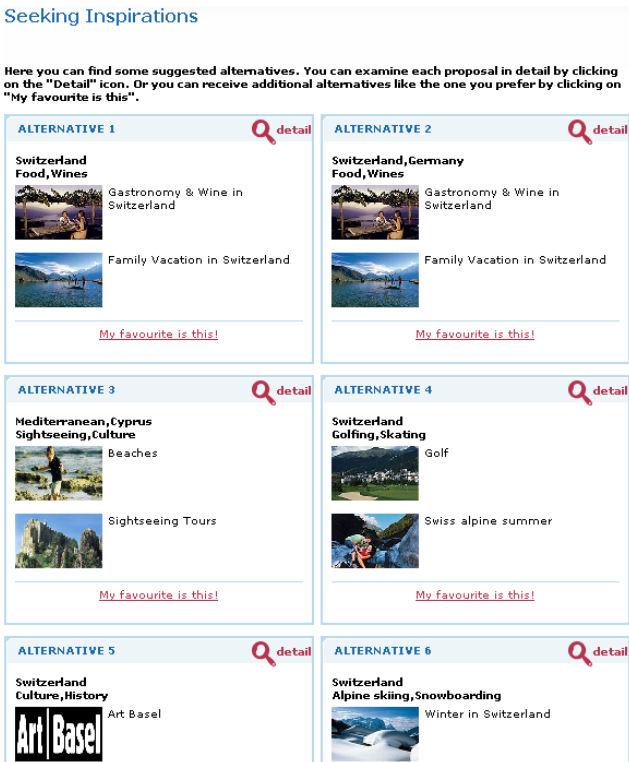 Seeking Inspirations
Here you can find some suggested alternatives. You can examine each proposal in detail by clicking
on the "Detail" icon. Or you can receive additional alternatives like the one you prefer by clicking on
"My favourite is this".
ALTERNATIVE 1
detail
Switzerland
Food,Wines
Gastronomy & Wine in
Switzerland
Family Vacation in Switzerland
My favourite is this!
ALTERNATIVE 2
detail
Switzerland,Germany
Food,Wines
Gastronomy & Wine in
Switzerland
Family Vacation in Switzerland
My favourite is this!
ALTERNATIVE 3
detail
Mediterranean,Cyprus
Sightseeing,Culture
Beaches
Sightseeing Tours
My favourite is this!
ALTERNATIVE 4
detail
Switzerland
Golfing,Skating
Golf
Swiss alpine summer
My favourite is this!
ALTERNATIVE 5
detail
Switzerland
Culture,History
Art|Basel
Art Basel
ALTERNATIVE 6
detail
Switzerland
Alpine skiing,Snowboarding
Winter in Switzerland